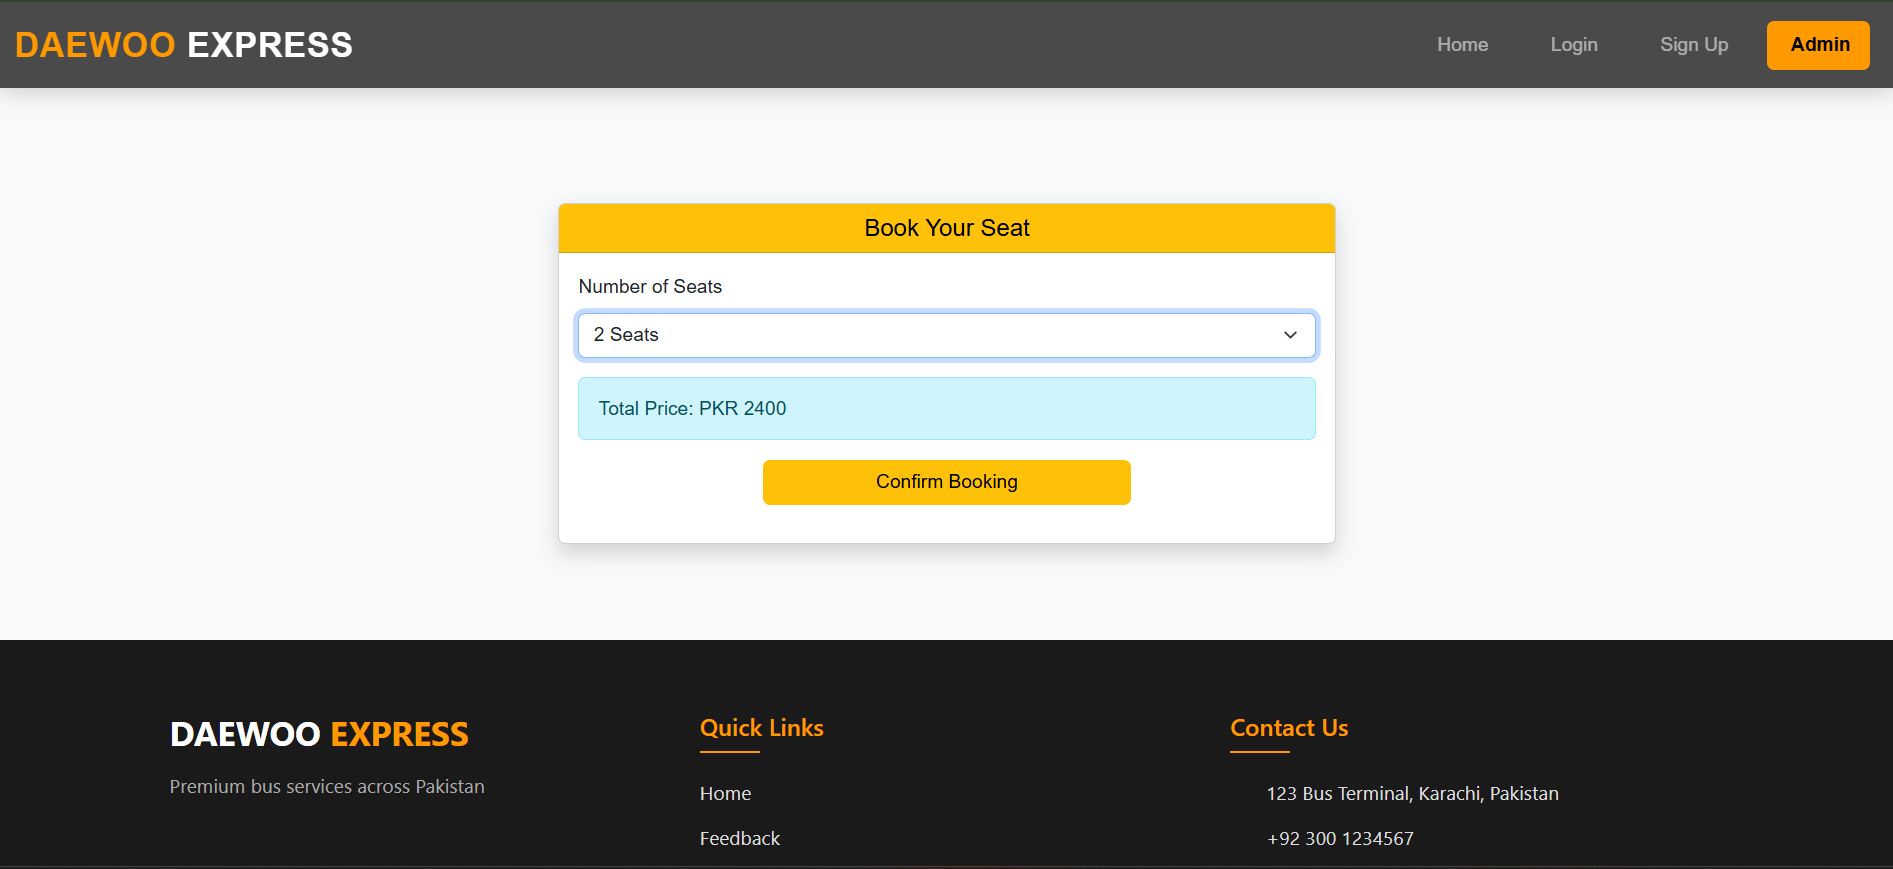 DAEWOO EXPRESS
Home
Login
Sign Up
Admin
Book Your Seat
Number of Seats
2 Seats
Total Price: PKR 2400
Confirm Booking
DAEWOO EXPRESS
Premium bus services across Pakistan
Quick Links
Home
Feedback
Contact Us
123 Bus Terminal, Karachi, Pakistan
+92 300 1234567